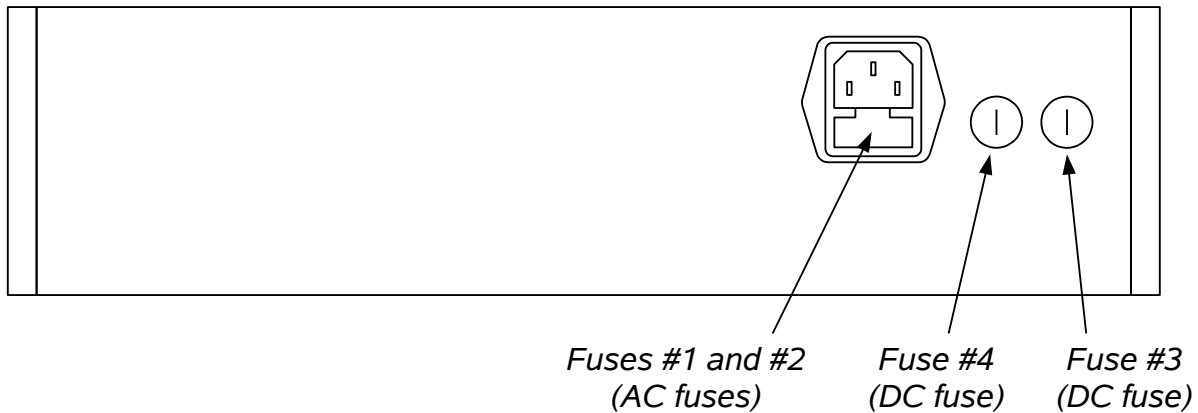 Fuses #1 and #2
(AC fuses)
Fuse #4
(DC fuse)
Fuse #3
(DC fuse)